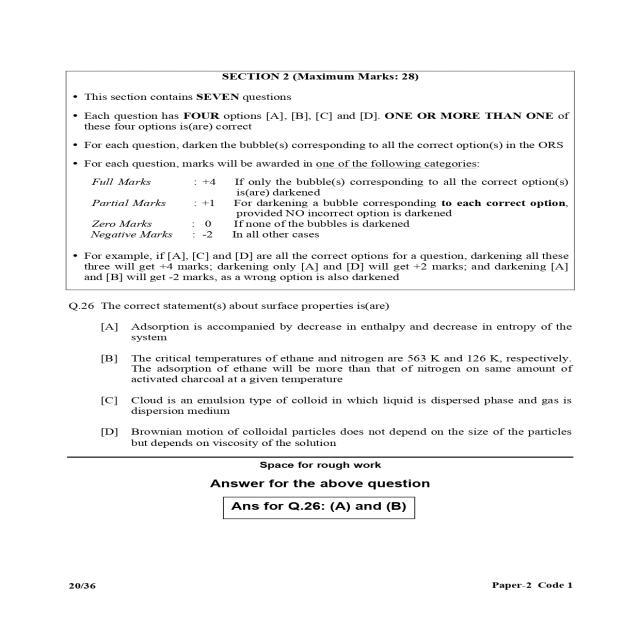 SECTION 2 (Maximum Marks: 28)
• This section contains SEVEN questions
• Each question has FOUR options [A], [B], [C] and [D]. ONE OR MORE THAN ONE of
these four options is(are) correct
• For each question, darken the bubble(s) corresponding to all the correct option(s) in the ORS
• For each question, marks will be awarded in one of the following categories:
Full Marks : +4 If only the bubble(s) corresponding to all the correct option(s)
is(are) darkened
Partial Marks : +1 For darkening a bubble corresponding to each correct option,
provided NO incorrect option is darkened
Zero Marks : 0 If none of the bubbles is darkened
Negative Marks : -2 In all other cases
• For example, if [A], [C] and [D] are all the correct options for a question, darkening all these
three will get +4 marks; darkening only [A] and [D] will get +2 marks; and darkening [A]
and [B] will get -2 marks, as a wrong option is also darkened
Q.26 The correct statement(s) about surface properties is(are)
[A] Adsorption is accompanied by decrease in enthalpy and decrease in entropy of the
system
[B] The critical temperatures of ethane and nitrogen are 563 K and 126 K, respectively.
The adsorption of ethane will be more than that of nitrogen on same amount of
activated charcoal at a given temperature
[C] Cloud is an emulsion type of colloid in which liquid is dispersed phase and gas is
dispersion medium
[D] Brownian motion of colloidal particles does not depend on the size of the particles
but depends on viscosity of the solution
Space for rough work
Answer for the above question
Ans for Q.26: (A) and (B)
20/36 Paper-2 Code 1